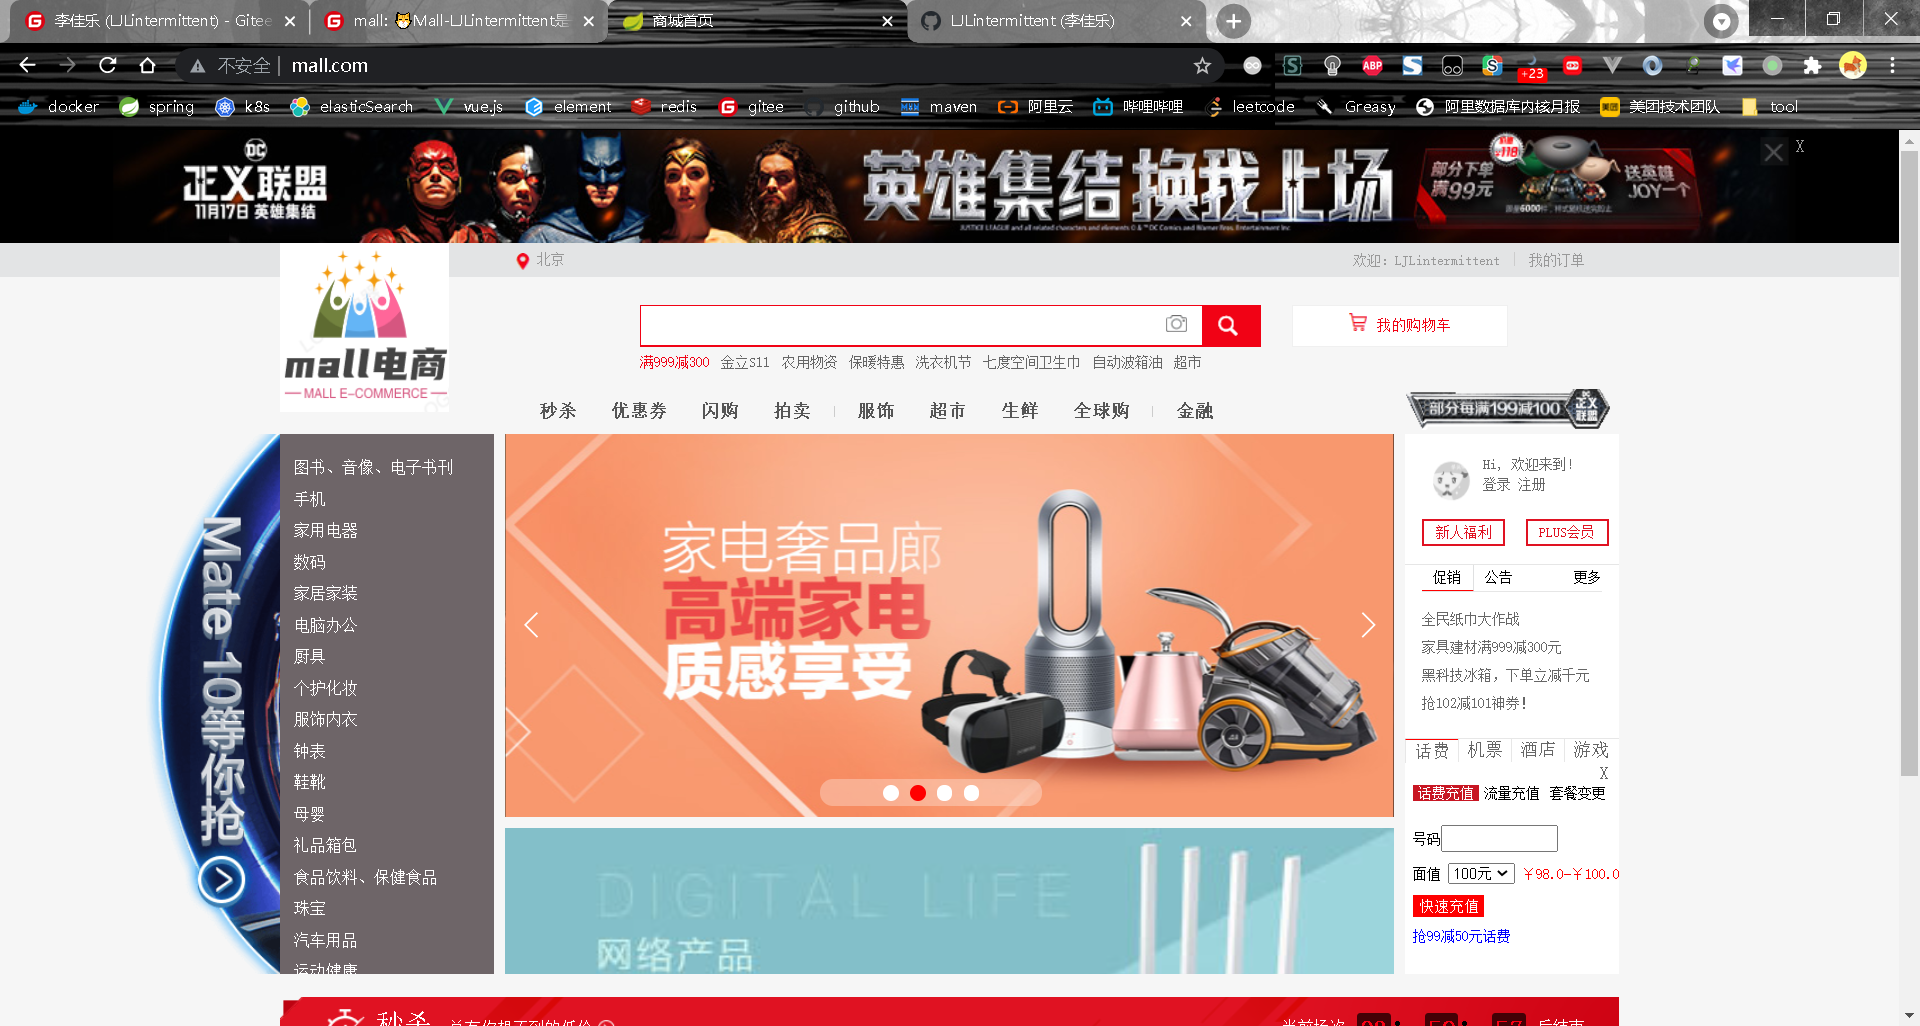 李佳乐 (LJLintermittent) - Gitee
mall: Mall-LJLintermittent是
商城首页
LJLintermittent (李佳乐)
不安全 | mall.com
ABP
+23
docker
spring
k8s
elasticSearch
vue.js
element
redis
gitee
github
maven
阿里云
哔哩哔哩
leetcode
Greasy
阿里数据库内核月报
美团技术团队
tool
DC
正义联盟
11月17日 英雄集结
英雄集结 换我上场
JUSTICE LEAGUE and all related characters and elements © & ™ DC Comics and Warner Bros. Entertainment Inc
部分下单
满99元
送英雄
JOY一个
X
北京
欢迎: LJLintermittent
我的订单
mall电商
MALL E-COMMERCE
我的购物车
满999减300 金立S11 农用物资 保暖特惠 洗衣机节 七度空间卫生巾 自动波箱油 超市
秒杀 优惠券 闪购 拍卖 服饰 超市 生鲜 全球购 金融
部分每满199减100
正义联盟
Mate 10等你抢
图书、音像、电子书刊
手机
家用电器
数码
家居家装
电脑办公
厨具
个护化妆
服饰内衣
钟表
鞋靴
母婴
礼品箱包
食品饮料、保健食品
珠宝
汽车用品
运动健康
家电奢品廊
高端家电
质感享受
DIGITAL LIFE
网络产品
Hi, 欢迎来到!
登录 注册
新人福利
PLUS会员
促销 公告 更多
全民纸巾大作战
家具建材满999减300元
黑科技冰箱，下单立减千元
抢102减101神券!
话费 机票 酒店 游戏
X
话费充值 流量充值 套餐变更
号码
面值 100元 ￥98.0-￥100.0
快速充值
抢99减50元话费
秒杀
总有你想不到的低价
当前场次
后结束